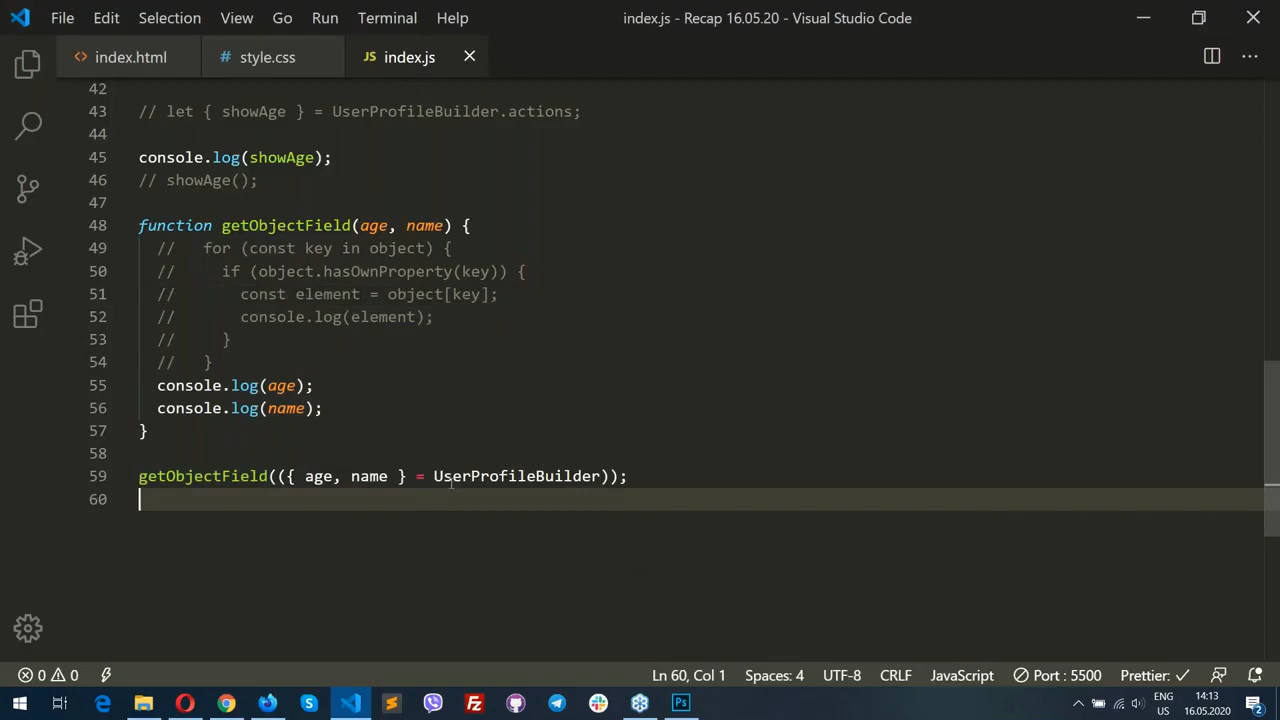 File Edit Selection View Go Run Terminal Help index.js - Recap 16.05.20 - Visual Studio Code
index.html # style.css JS index.js
42
43 // let { showAge } = UserProfileBuilder.actions;
44
45 console.log(showAge);
46 // showAge();
47
48 function getObjectField(age, name) {
49 // for (const key in object) {
50 // if (object.hasOwnProperty(key)) {
51 // const element = object[key];
52 // console.log(element);
53 // }
54 // }
55 console.log(age);
56 console.log(name);
57 }
58
59 getObjectField(({ age, name } = UserProfileBuilder));
60
0 0 Ln 60, Col 1 Spaces: 4 UTF-8 CRLF JavaScript Port : 5500 Prettier: ✓
ENG 14:13
УС 16.05.2020 2